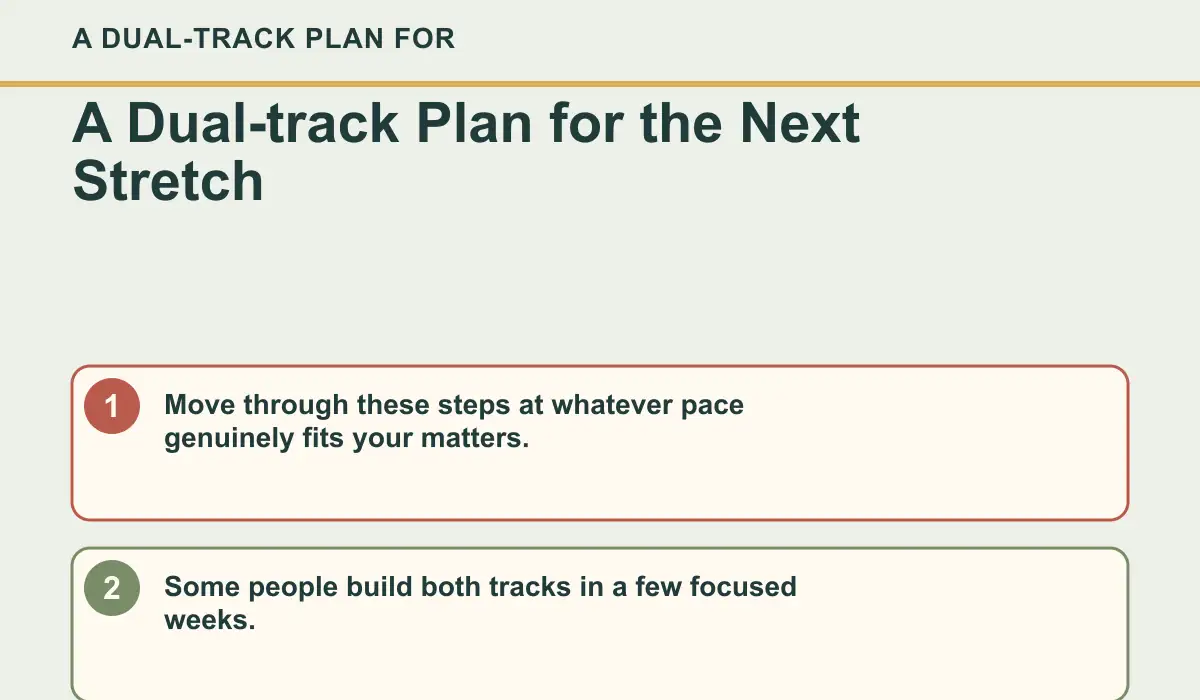 A DUAL-TRACK PLAN FOR
A Dual-track Plan for the Next
Stretch
1
Move through these steps at whatever pace
genuinely fits your matters.
2
Some people build both tracks in a few focused
weeks.